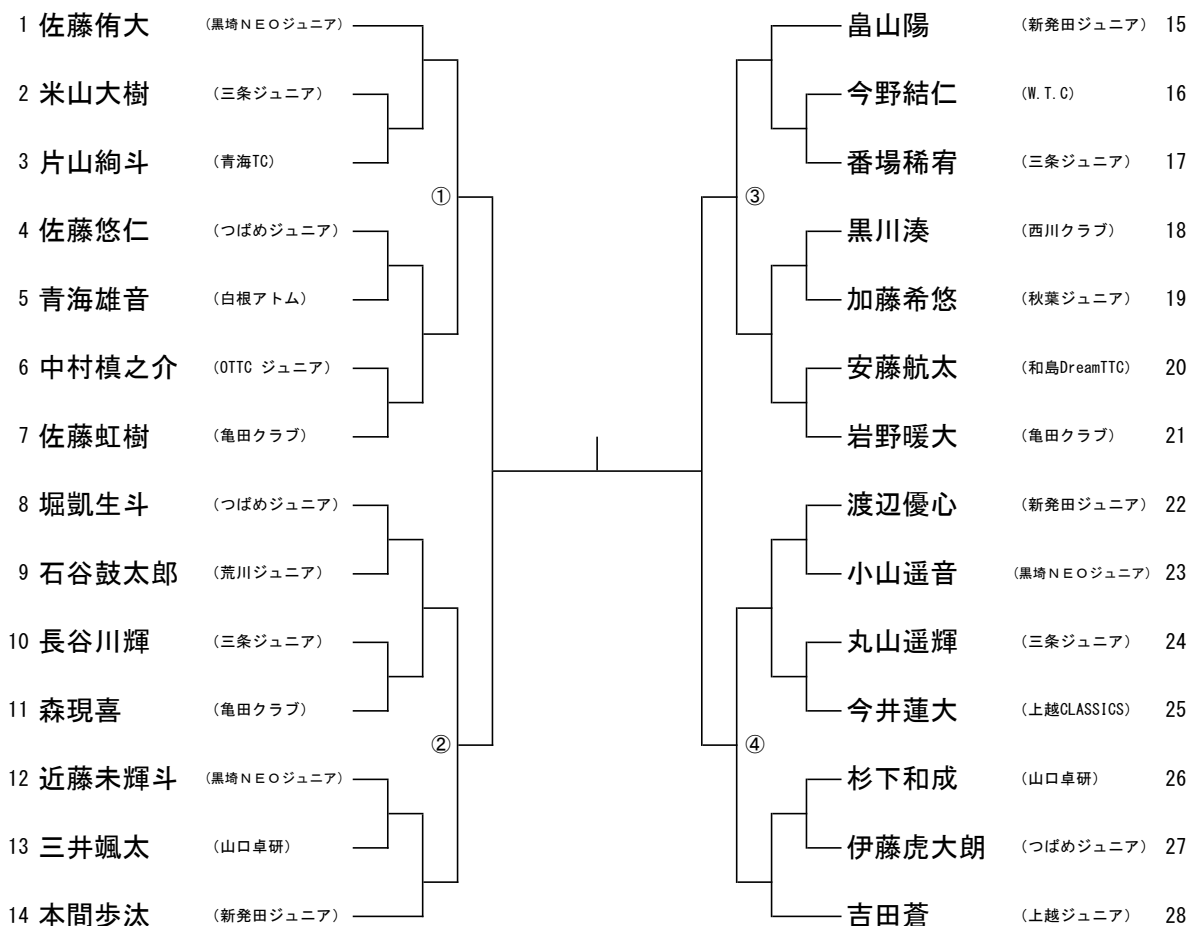 1 佐藤侑大 (黒埼ＮＥＯジュニア)
2 米山大樹 (三条ジュニア)
3 片山絢斗 (青海TC)
①
4 佐藤悠仁 (つばめジュニア)
5 青海雄音 (白根アトム)
6 中村槙之介 (OTTC ジュニア)
7 佐藤虹樹 (亀田クラブ)
8 堀凱生斗 (つばめジュニア)
9 石谷鼓太郎 (荒川ジュニア)
10 長谷川輝 (三条ジュニア)
11 森現喜 (亀田クラブ)
②
12 近藤未輝斗 (黒埼ＮＥＯジュニア)
13 三井颯太 (山口卓研)
14 本間歩汰 (新発田ジュニア)
畠山陽 (新発田ジュニア) 15
今野結仁 (W.T.C) 16
番場稀宥 (三条ジュニア) 17
③
黒川湊 (西川クラブ) 18
加藤希悠 (秋葉ジュニア) 19
安藤航太 (和島DreamTTC) 20
岩野暖大 (亀田クラブ) 21
渡辺優心 (新発田ジュニア) 22
小山遥音 (黒埼ＮＥＯジュニア) 23
丸山遥輝 (三条ジュニア) 24
今井蓮大 (上越CLASSICS) 25
④
杉下和成 (山口卓研) 26
伊藤虎大朗 (つばめジュニア) 27
吉田蒼 (上越ジュニア) 28